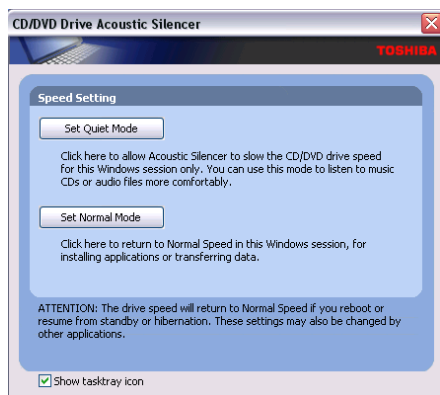 CD/DVD Drive Acoustic Silencer
TOSHIBA
Speed Setting
Set Quiet Mode
Click here to allow Acoustic Silencer to slow the CD/DVD drive speed
for this Windows session only. You can use this mode to listen to music
CDs or audio files more comfortably.
Set Normal Mode
Click here to return to Normal Speed in this Windows session, for
installing applications or transferring data.
ATTENTION: The drive speed will return to Normal Speed if you reboot or
resume from standby or hibernation. These settings may also be changed by
other applications.
Show tasktray icon